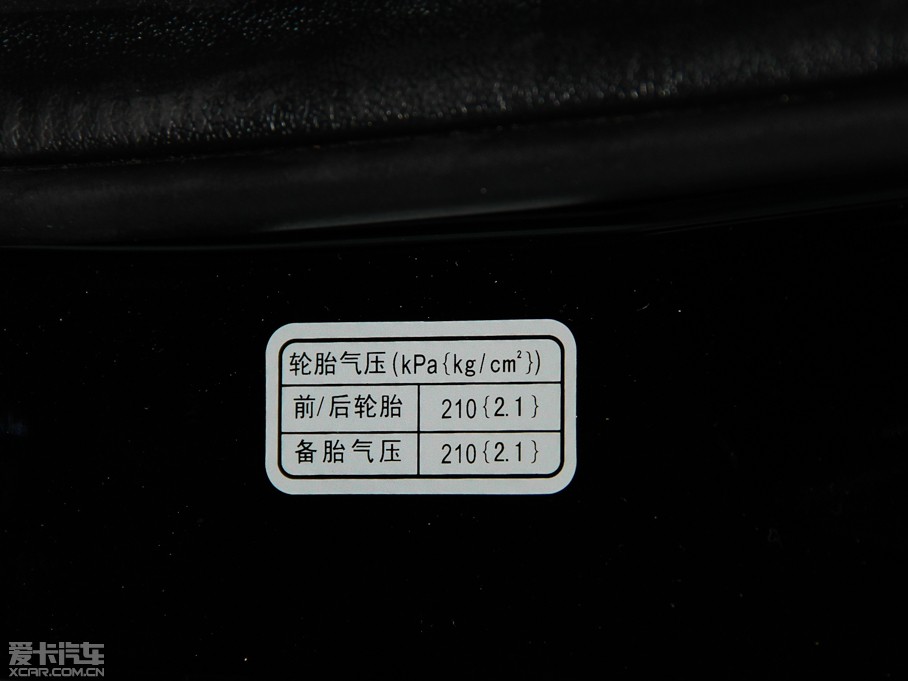 轮胎气压(kPa{kg/cm²})
前/后轮胎 210{2.1}
备胎气压 210{2.1}
爱卡汽车
XCAR.COM.CN